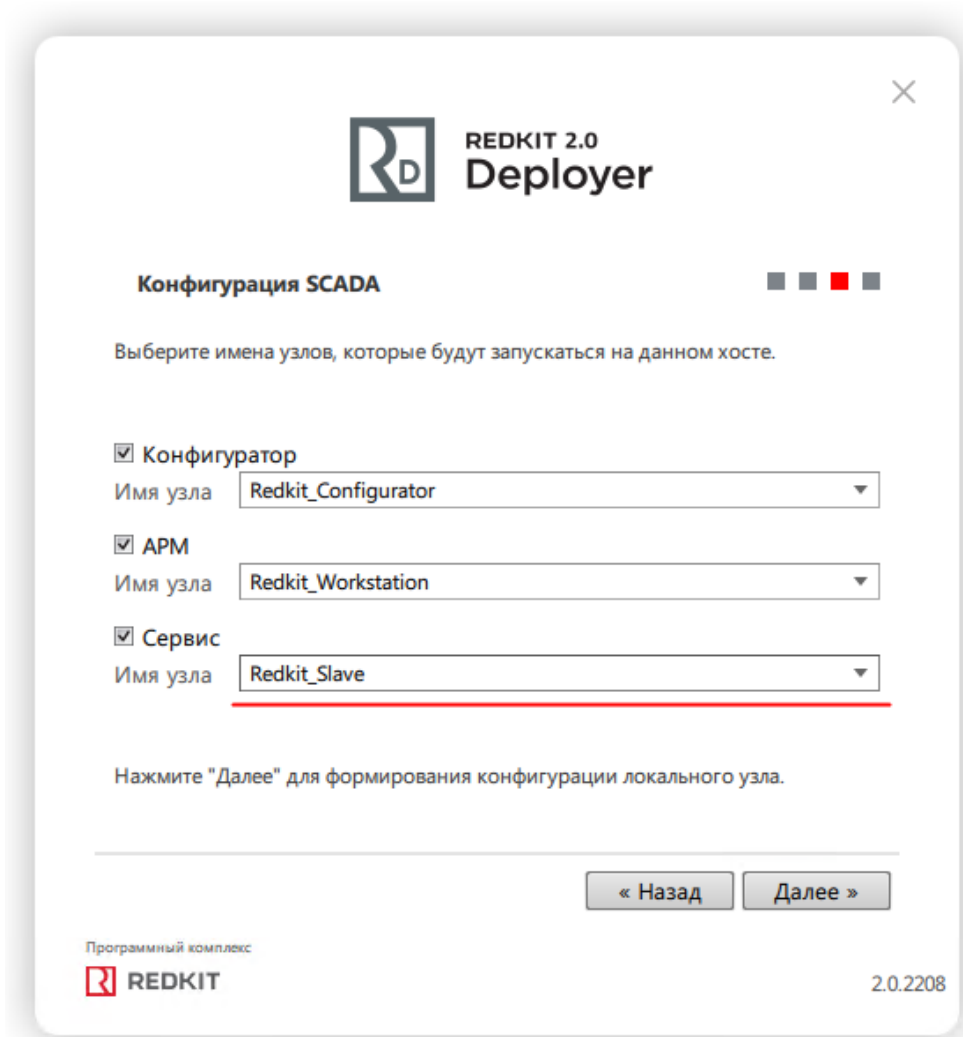 RD
REDKIT 2.0
Deployer
Конфигурация SCADA
Выберите имена узлов, которые будут запускаться на данном хосте.
Конфигуратор
Имя узла Redkit_Configurator
АРМ
Имя узла Redkit_Workstation
Сервис
Имя узла Redkit_Slave
Нажмите "Далее" для формирования конфигурации локального узла.
« Назад Далее »
Программный комплекс
R REDKIT
2.0.2208